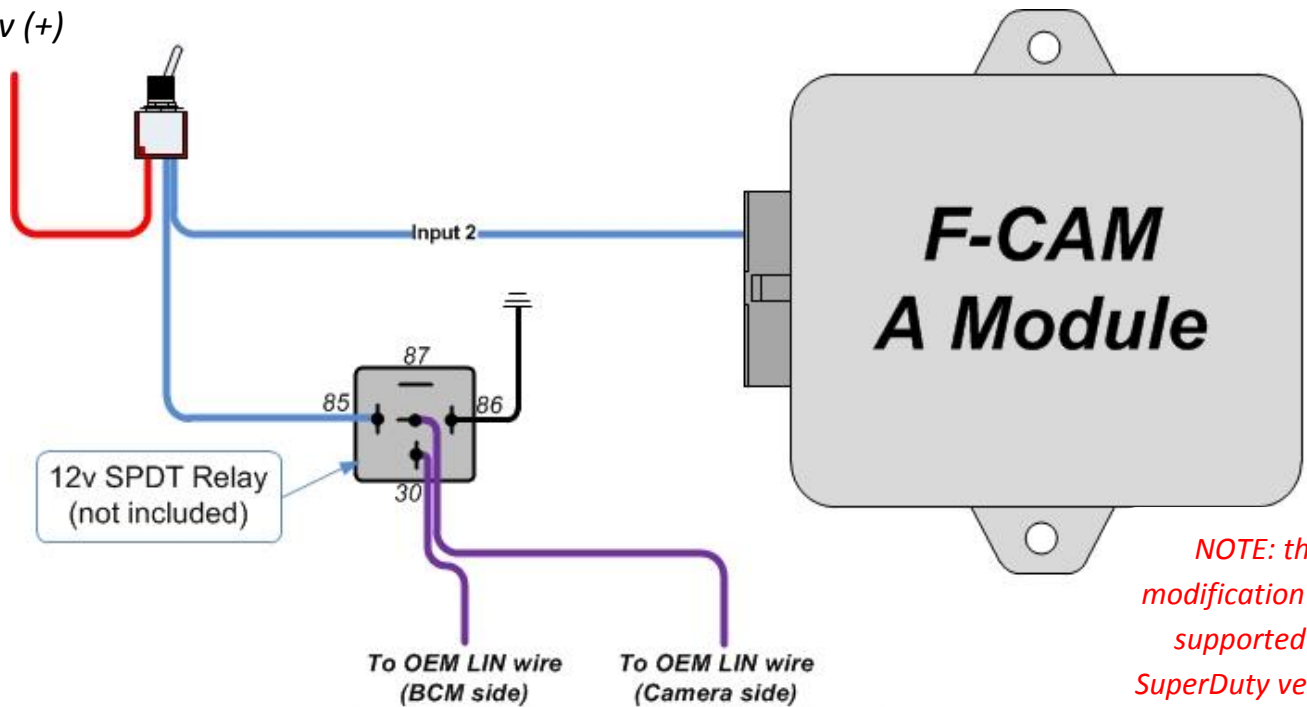 v (+)
Input 2
F-CAM
A Module
87
85
86
30
12v SPDT Relay
(not included)
To OEM LIN wire
(BCM side)
To OEM LIN wire
(Camera side)
NOTE: th
modification
supported
SuperDuty ve